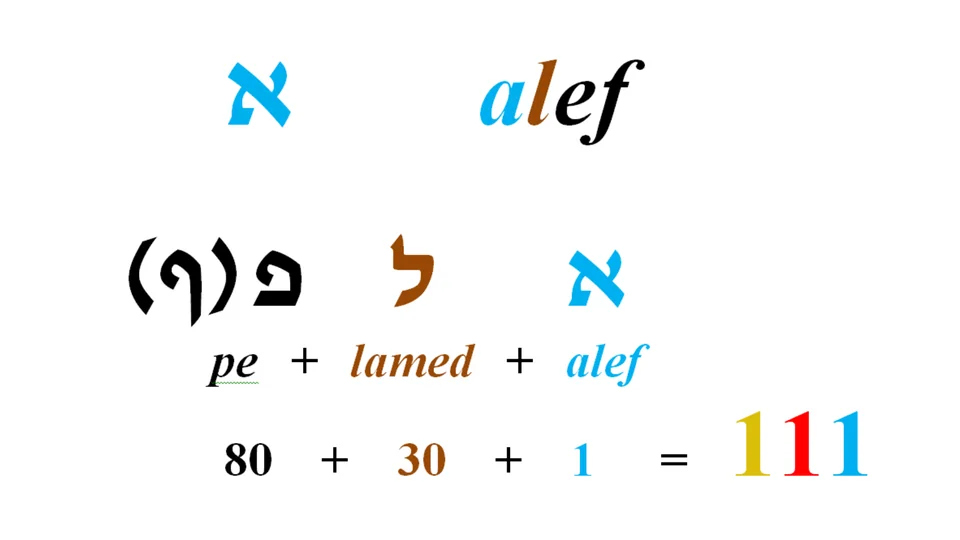 א alef
א ל פ(ף)
pe + lamed + alef
80 + 30 + 1 = 111